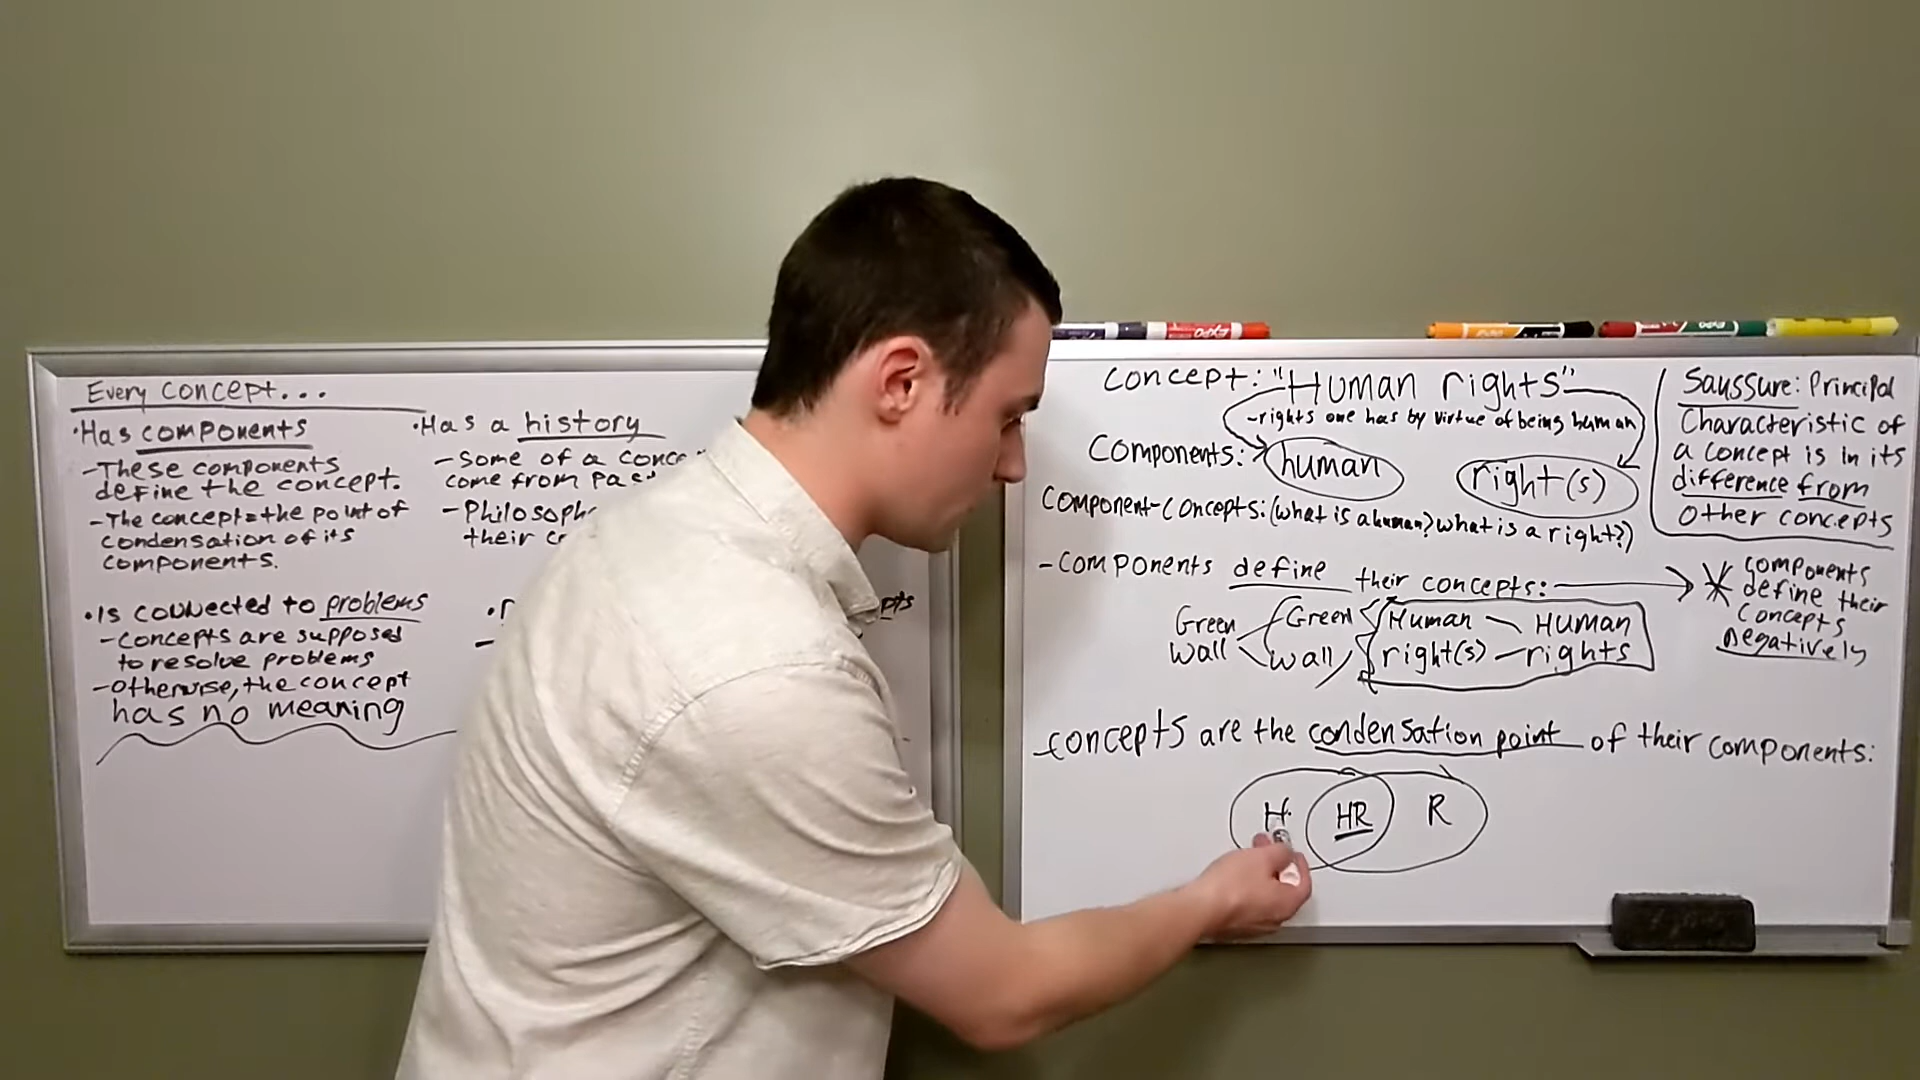 Every concept...
•Has components
-These components
define the concept.
-The concept=the point of
condensation of its
components.
•Is connected to problems
-concepts are supposed
to resolve problems
-Otherwise, the concept
has no meaning
•Has a history
-Some of a
come from
their
pts
concept: "Human rights"
-rights one has by virtue of being human
Components: human right(s)
Component-concepts: (what is a human? what is a right?)
-components define their concepts:
Green Green Human Human
wall wall right(s) rights
components
define their
concepts
negatively
-concepts are the condensation point of their components:
H HR R
Saussure: Principal
Characteristic of
a concept is in its
difference from
other concepts
EXPO